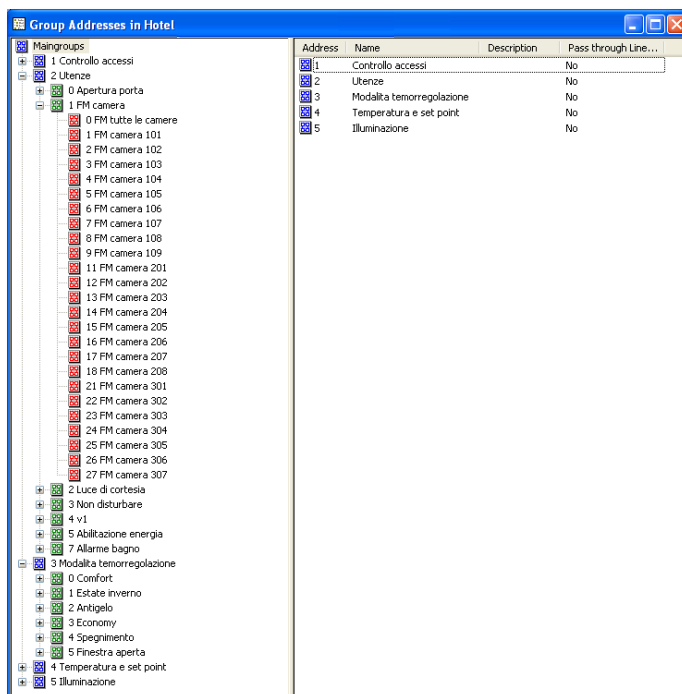 Group Addresses in Hotel
Maingroups
1 Controllo accessi
2 Utenze
0 Apertura porta
1 FM camera
0 FM tutte le camere
1 FM camera 101
2 FM camera 102
3 FM camera 103
4 FM camera 104
5 FM camera 105
6 FM camera 106
7 FM camera 107
8 FM camera 108
9 FM camera 109
11 FM camera 201
12 FM camera 202
13 FM camera 203
14 FM camera 204
15 FM camera 205
16 FM camera 206
17 FM camera 207
18 FM camera 208
21 FM camera 301
22 FM camera 302
23 FM camera 303
24 FM camera 304
25 FM camera 305
26 FM camera 306
27 FM camera 307
2 Luce di cortesia
3 Non disturbare
4 v1
5 Abilitazione energia
7 Allarme bagno
3 Modalita temorregolazione
0 Comfort
1 Estate inverno
2 Antigelo
3 Economy
4 Spegnimento
5 Finestra aperta
4 Temperatura e set point
5 Illuminazione
Address Name Description Pass through Line...
1 Controllo accessi No
2 Utenze No
3 Modalita temorregolazione No
4 Temperatura e set point No
5 Illuminazione No